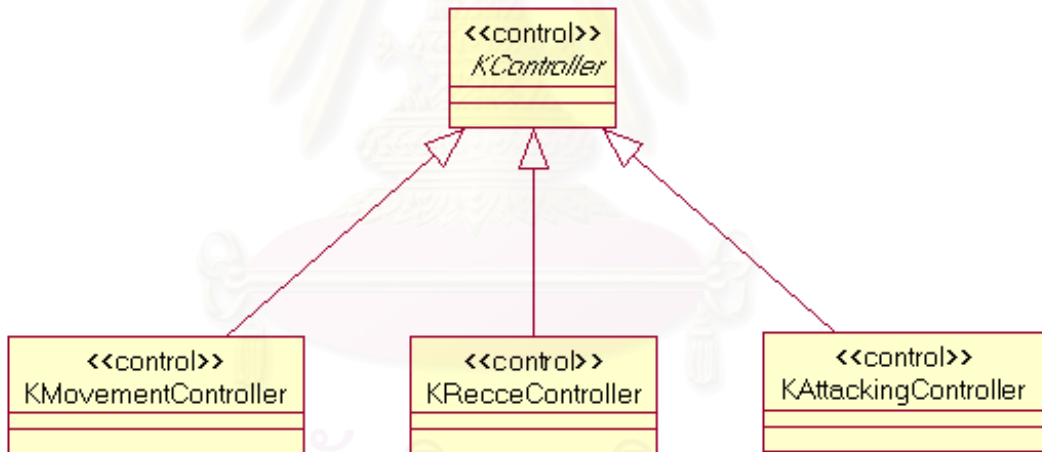 <<control>>
KController
<<control>>
KMovementController
<<control>>
KRecceController
<<control>>
KAttackingController